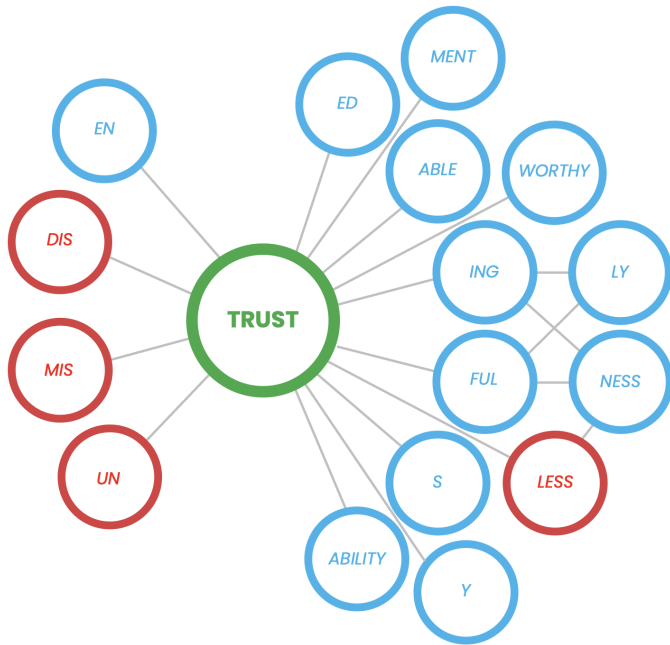 MENT
ED
EN
ABLE
WORTHY
DIS
ING
LY
TRUST
MIS
FUL
NESS
UN
S
LESS
ABILITY
Y